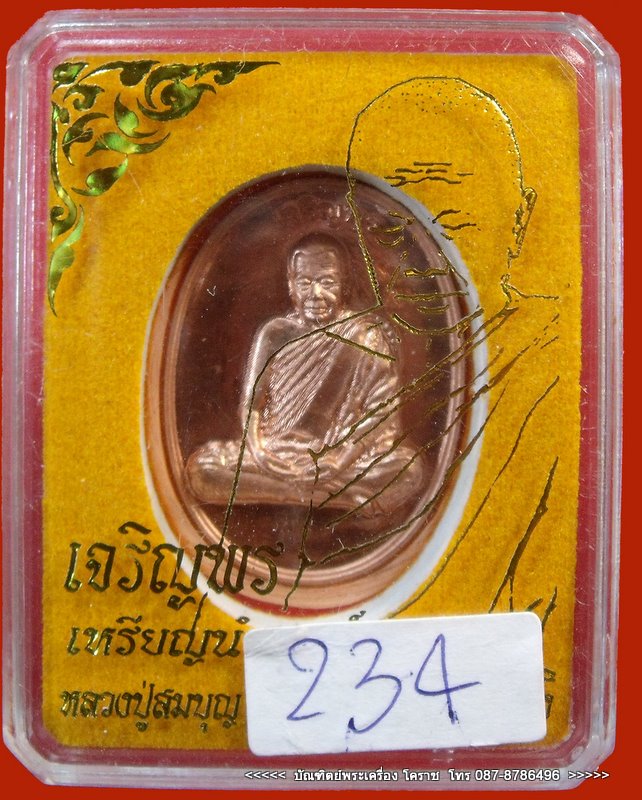 เจริญพร
เหรียญนำ
หลวงปู่สมบุญ
234
<<<<< บัณฑิตย์พระเครื่อง โคราช โทร 087-8786496 >>>>>